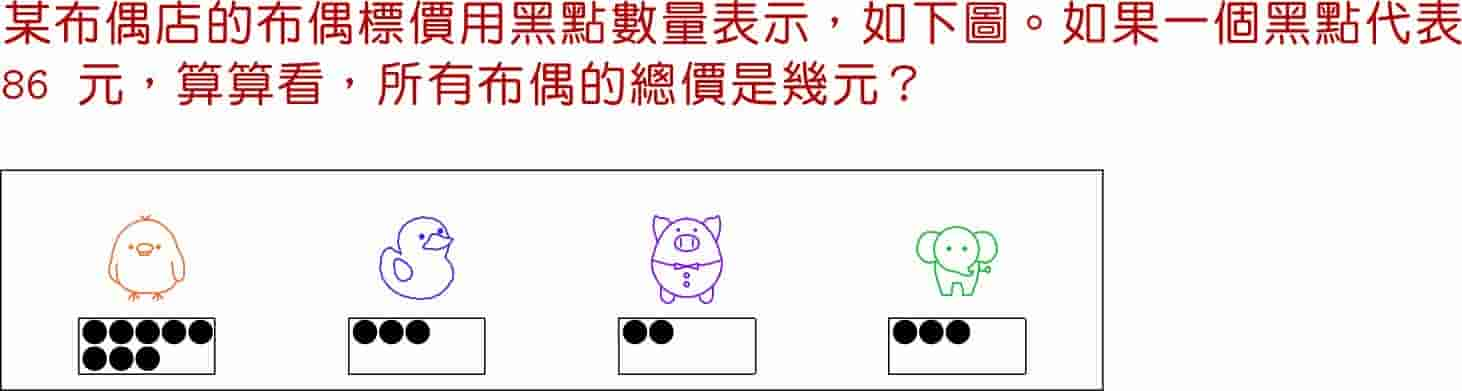 某布偶店的布偶標價用黑點數量表示，如下圖。如果一個黑點代表
86 元，算算看，所有布偶的總價是幾元？